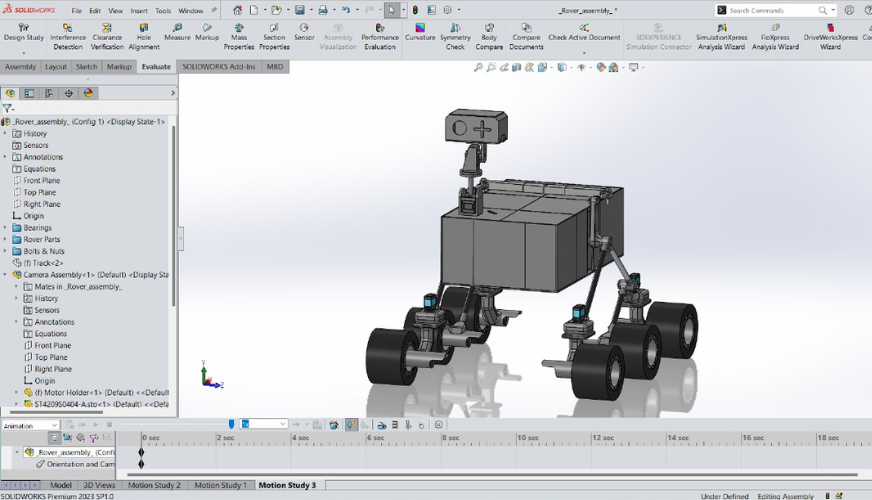 SOLIDWORKS File Edit View Insert Tools Window _Rover_assembly_ * Search Commands
Design Study Interference Detection Clearance Verification Hole Alignment Measure Markup Mass Properties Section Properties Sensor Assembly Visualization Performance Evaluation Curvature Symmetry Check Body Compare Compare Documents Check Active Document 3DEXPERIENCE Simulation Connector SimulationXpress Analysis Wizard FloXpress Analysis Wizard DriveWorksXpress Wizard
Assembly Layout Sketch Markup Evaluate SOLIDWORKS Add-Ins MBD
_Rover_assembly_ (Config 1) <Display State-1>
History
Sensors
Annotations
Equations
Front Plane
Top Plane
Right Plane
Origin
Bearings
Rover Parts
Bolts & Nuts
(f) Track<2>
Camera Assembly<1> (Default) <Display Sta
Mates in _Rover_assembly_
History
Sensors
Annotations
Equations
Front Plane
Top Plane
Right Plane
Origin
(f) Motor Holder<1> (Default) <<Default
ST4209S0404-A.stp<1> (Default) <<Defa
Y
Z
Animation
0 sec 2 sec 4 sec 6 sec 8 sec 10 sec 12 sec 14 sec 16 sec 18 sec
_Rover_assembly_ (Confi
Orientation and Cam
Model 3D Views Motion Study 2 Motion Study 1 Motion Study 3
SOLIDWORKS Premium 2023 SP1.0 Under Defined Editing Assembly